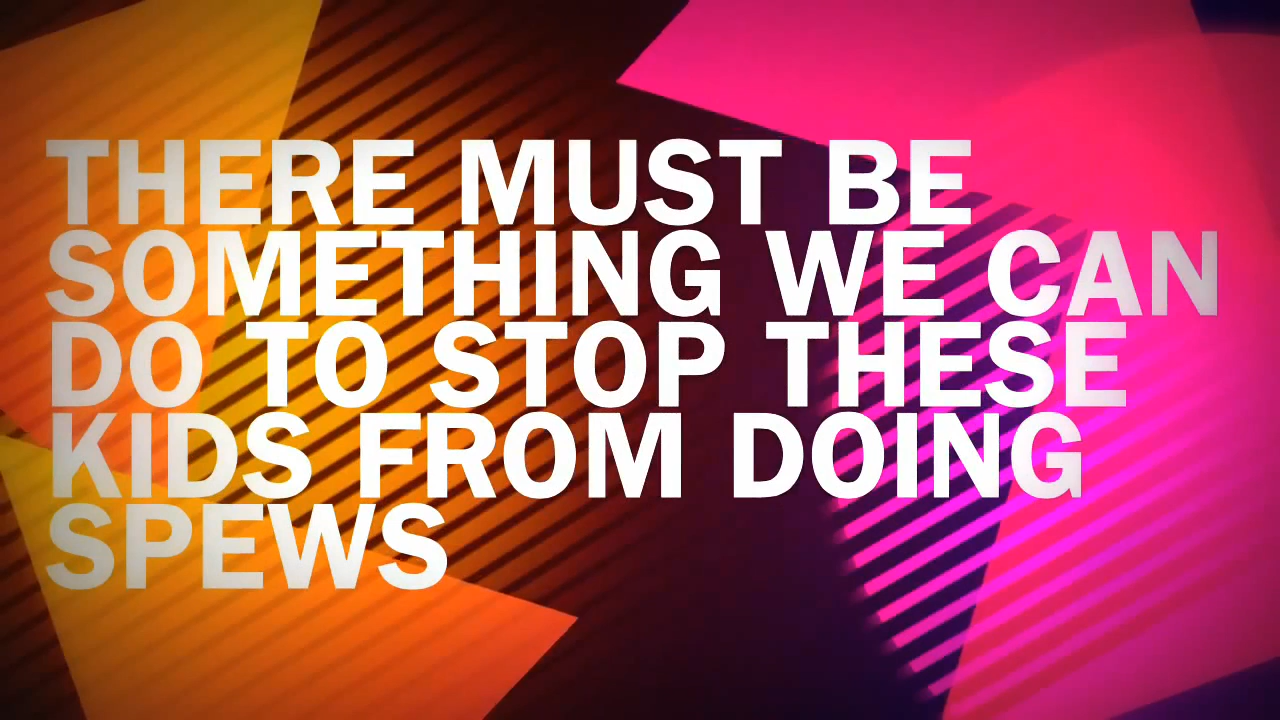 THERE MUST BE
SOMETHING WE CAN
DO TO STOP THESE
KIDS FROM DOING
SPEWS